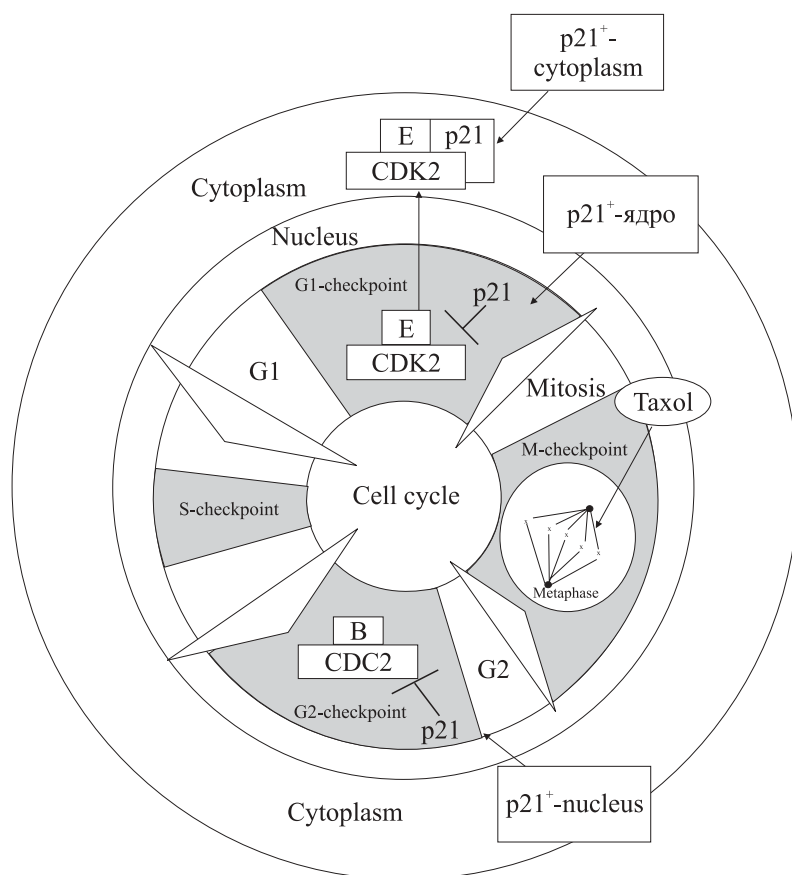 p21⁺-
cytoplasm
E p21
CDK2
Cytoplasm
p21⁺-ядро
Nucleus
G1-checkpoint
p21
E
CDK2
G1
Mitosis
Taxol
M-checkpoint
Cell cycle
S-checkpoint
x
x
x
x
x
Metaphase
B
CDC2
G2
G2-checkpoint
p21
p21⁺-nucleus
Cytoplasm